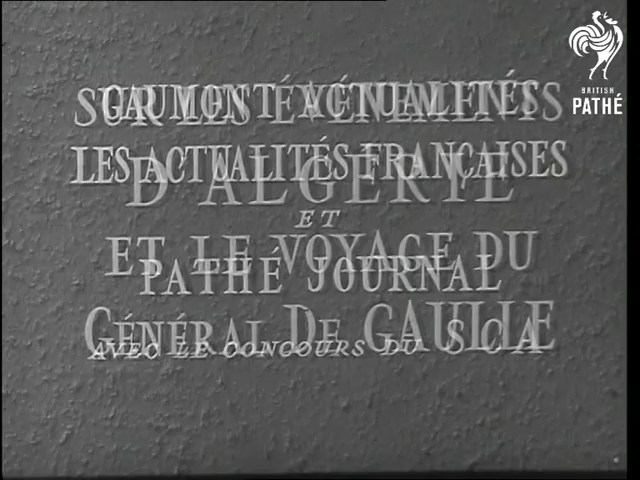 BRITISH
PATHÉ
GAUMONT ACTUALITÉS
SUR LES ÉVÉNEMENTS
LES ACTUALITÉS FRANÇAISES
D'ALGÉRIE
ET
ET LE VOYAGE DU
PATHÉ JOURNAL
GÉNÉRAL DE GAULLE
AVEC LE CONCOURS DU SCA